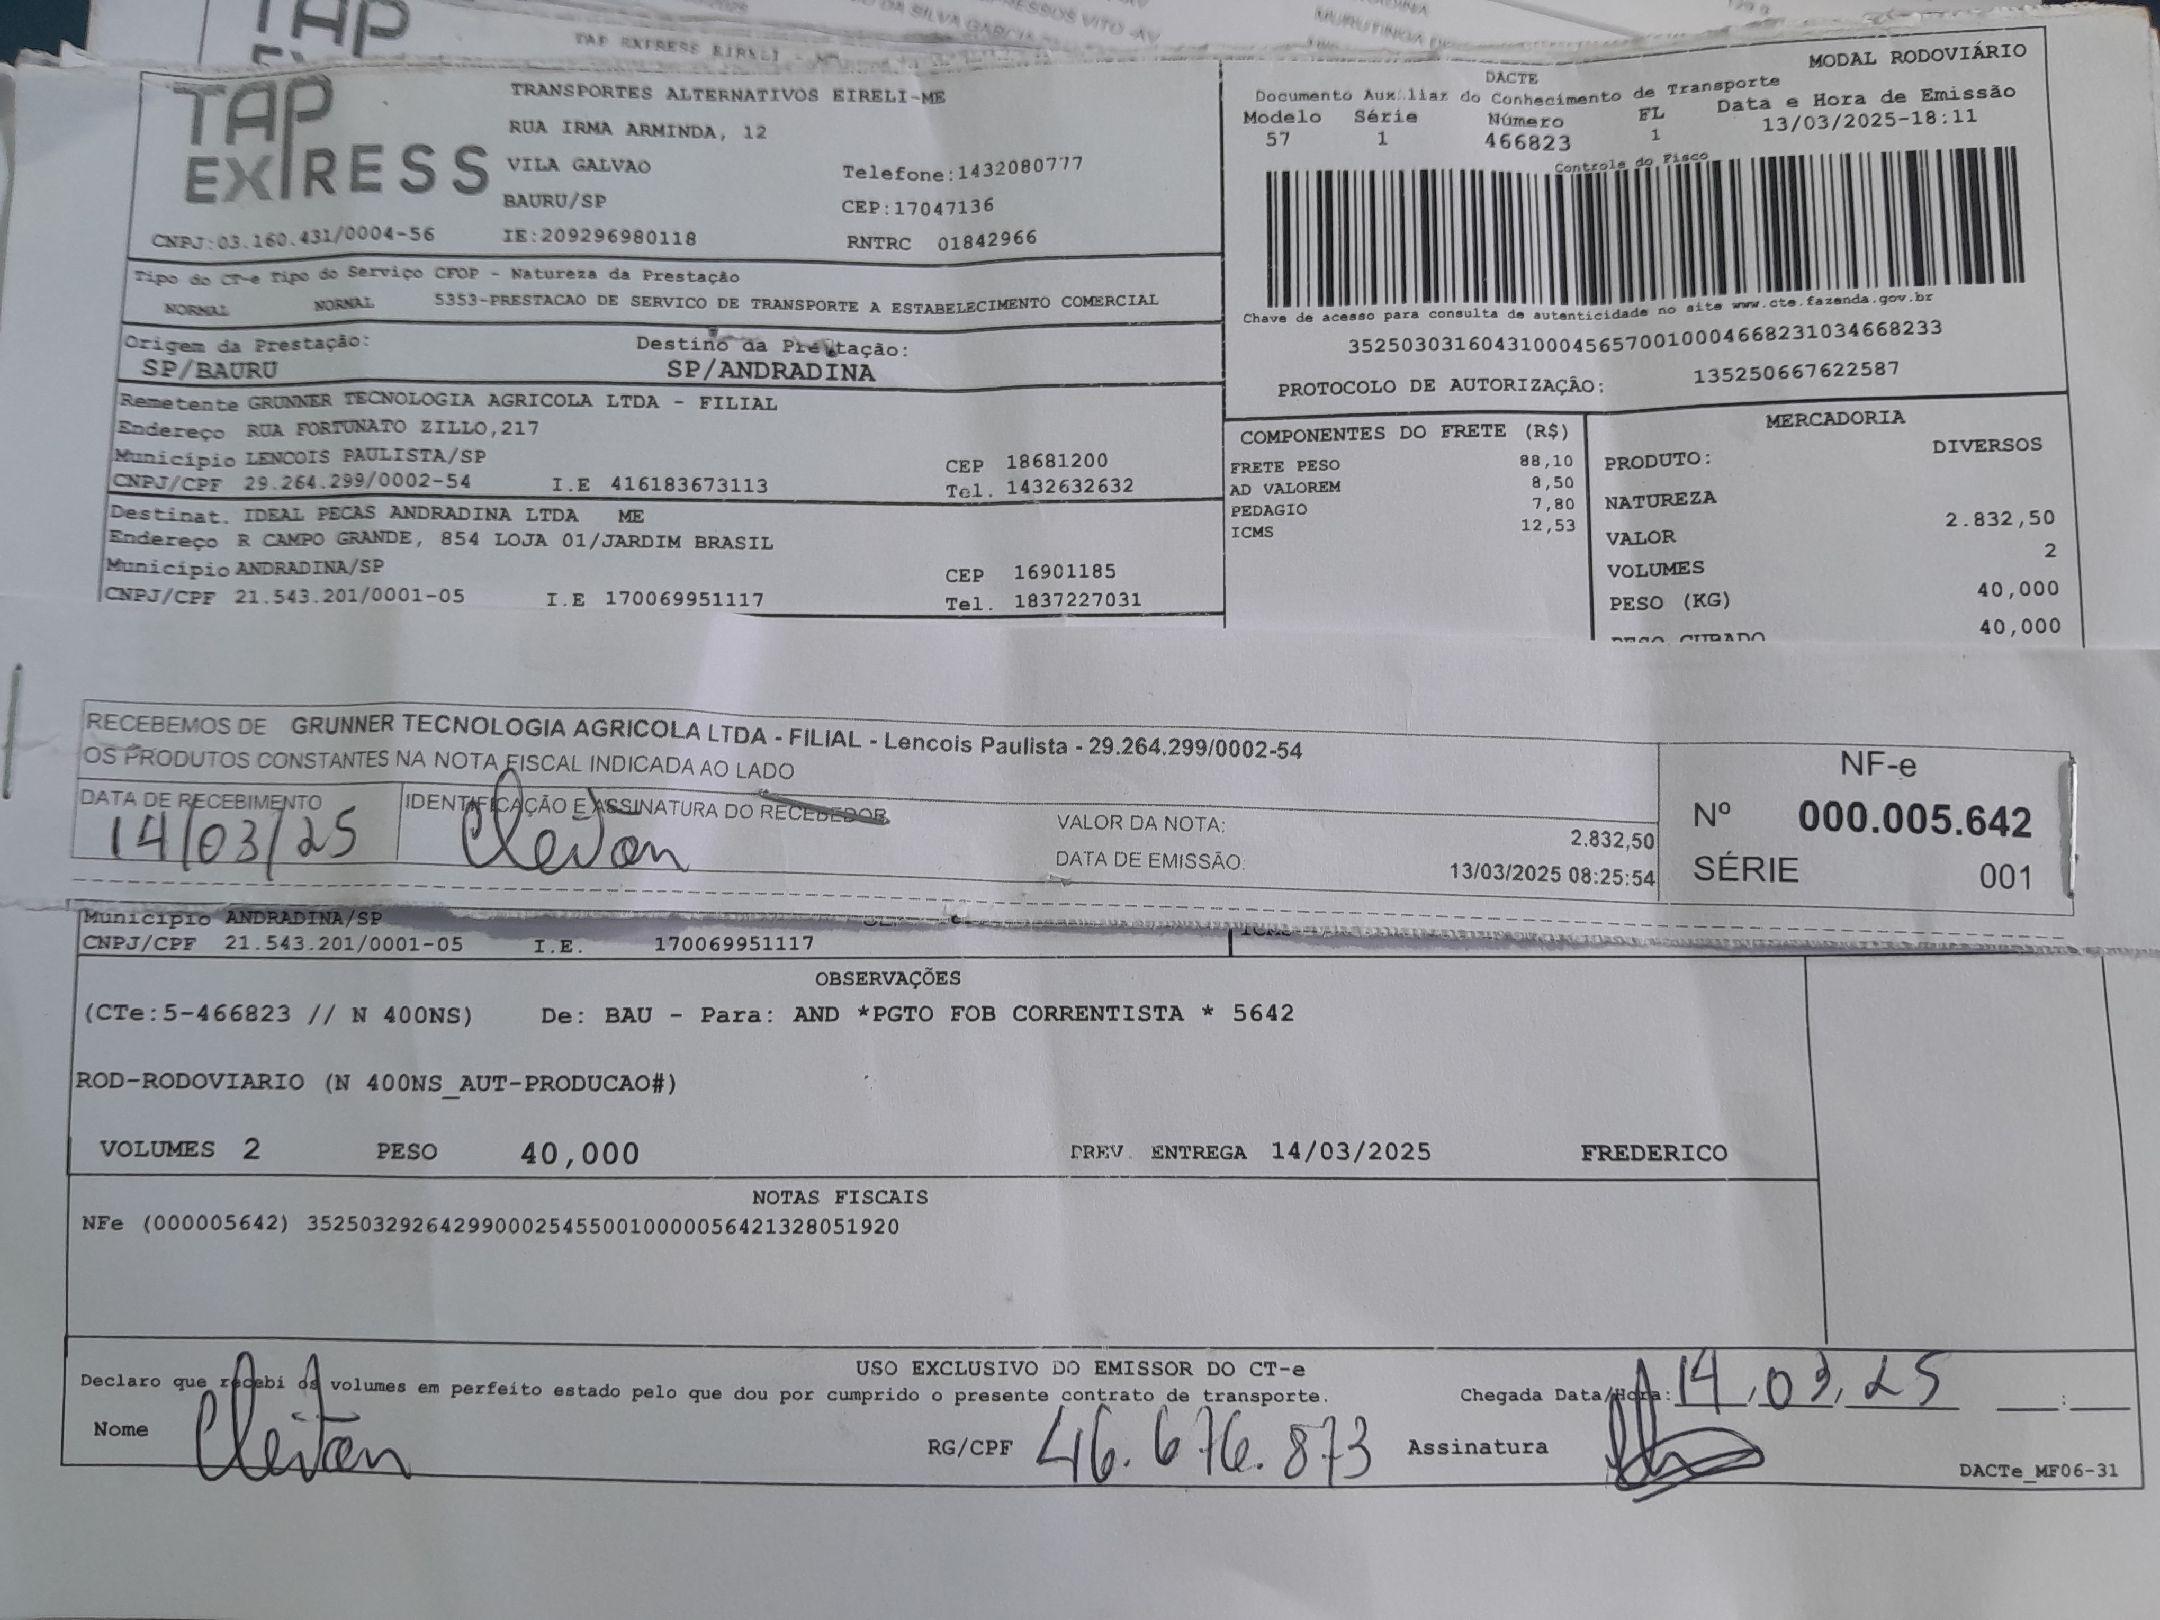 TAP EXPRESS EIRELI
DA SILVA GARCIA
PRESSOS VITO -AV
TAP
EXPRESS
TRANSPORTES ALTERNATIVOS EIRELI-ME
RUA IRMA ARMINDA, 12
VILA GALVAO Telefone:1432080777
BAURU/SP CEP:17047136
CNPJ:03.160.431/0004-56 IE:209296980118 RNTRC 01842966
MODAL RODOVIÁRIO
DACTE
Documento Auxiliar do Conhecimento de Transporte
Modelo Série Número FL Data e Hora de Emissão
57 1 466823 1 13/03/2025-18:11
Controle do Fisco
Chave de acesso para consulta de autenticidade no site www.cte.fazenda.gov.br
35250303160431000456570010004668231034668233
PROTOCOLO DE AUTORIZAÇÃO: 135250667622587
Tipo do CT-e Tipo do Serviço CFOP - Natureza da Prestação
NORMAL NORMAL 5353-PRESTACAO DE SERVICO DE TRANSPORTE A ESTABELECIMENTO COMERCIAL
Origem da Prestação: Destino da Prestação:
SP/BAURU SP/ANDRADINA
Remetente GRUNNER TECNOLOGIA AGRICOLA LTDA - FILIAL
Endereço RUA FORTUNATO ZILLO,217
Município LENCOIS PAULISTA/SP CEP 18681200
CNPJ/CPF 29.264.299/0002-54 I.E 416183673113 Tel. 1432632632
Destinat. IDEAL PECAS ANDRADINA LTDA ME
Endereço R CAMPO GRANDE, 854 LOJA 01/JARDIM BRASIL
Município ANDRADINA/SP CEP 16901185
CNPJ/CPF 21.543.201/0001-05 I.E 170069951117 Tel. 1837227031
COMPONENTES DO FRETE (R$)
FRETE PESO 88,10
AD VALOREM 8,50
PEDAGIO 7,80
ICMS 12,53
MERCADORIA
PRODUTO: DIVERSOS
NATUREZA
VALOR 2.832,50
VOLUMES 2
PESO (KG) 40,000
PESO CUBADO 40,000
RECEBEMOS DE GRUNNER TECNOLOGIA AGRICOLA LTDA - FILIAL - Lencois Paulista - 29.264.299/0002-54
OS PRODUTOS CONSTANTES NA NOTA FISCAL INDICADA AO LADO
DATA DE RECEBIMENTO IDENTIFICAÇÃO E ASSINATURA DO RECEBEDOR
14/03/25 Cleiton
VALOR DA NOTA: 2.832,50
DATA DE EMISSÃO: 13/03/2025 08:25:54
NF-e
Nº 000.005.642
SÉRIE 001
Município ANDRADINA/SP
CNPJ/CPF 21.543.201/0001-05 I.E. 170069951117
OBSERVAÇÕES
(CTe:5-466823 // N 400NS) De: BAU - Para: AND *PGTO FOB CORRENTISTA * 5642
ROD-RODOVIARIO (N 400NS_AUT-PRODUCAO#)
VOLUMES 2 PESO 40,000 PREV. ENTREGA 14/03/2025 FREDERICO
NOTAS FISCAIS
NFe (000005642) 35250329264299000254550010000056421328051920
USO EXCLUSIVO DO EMISSOR DO CT-e
Declaro que recebi os volumes em perfeito estado pelo que dou por cumprido o presente contrato de transporte. Chegada Data/Hora: 14,03,25 :
Nome Cleiton RG/CPF 46.676.873 Assinatura
DACTe_MF06-31